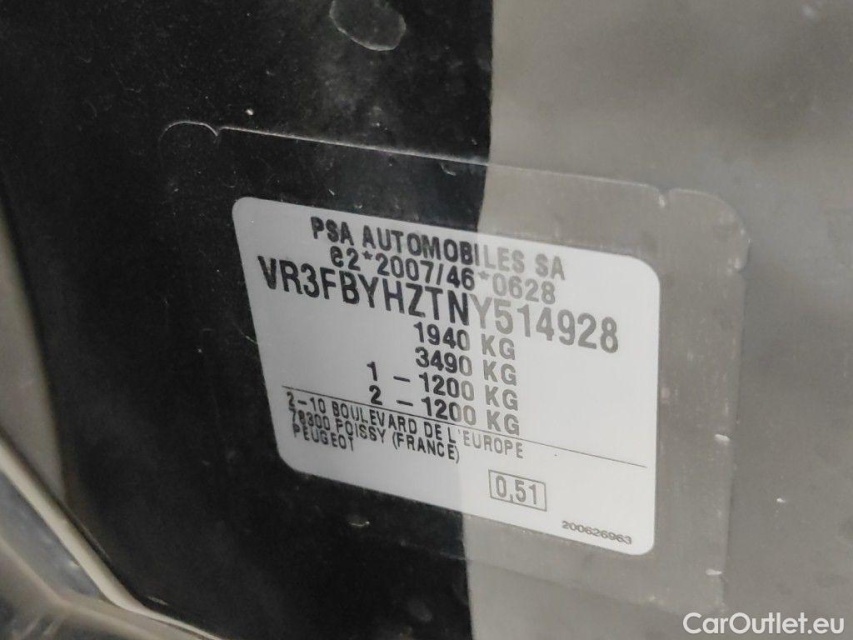 PSA AUTOMOBILES SA
e2*2007/46*0628
VR3FBYHZTNY514928
1940 KG
3490 KG
1 – 1200 KG
2 – 1200 KG
2-10 BOULEVARD DE L'EUROPE
78300 POISSY (FRANCE)
PEUGEOT
0,51
200626963
CarOutlet.eu